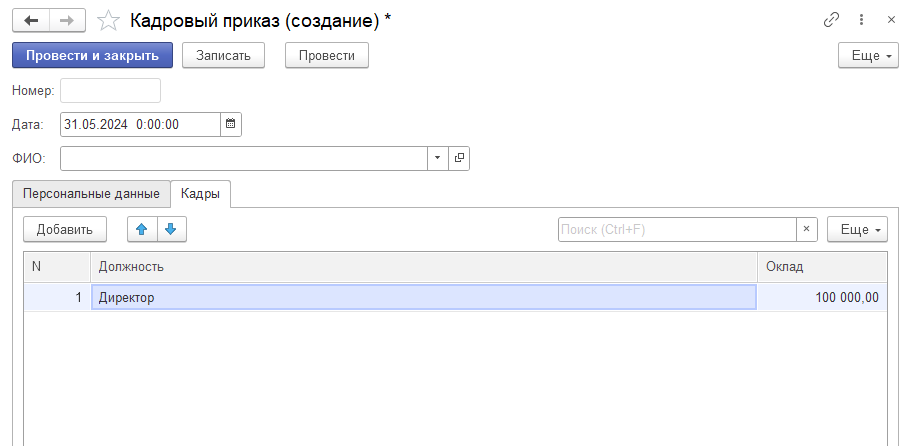 Кадровый приказ (создание) *
Провести и закрыть Записать Провести Еще
Номер:
Дата: 31.05.2024 0:00:00
ФИО:
Персональные данные Кадры
Добавить Поиск (Ctrl+F) × Еще
N Должность Оклад
1 Директор 100 000,00